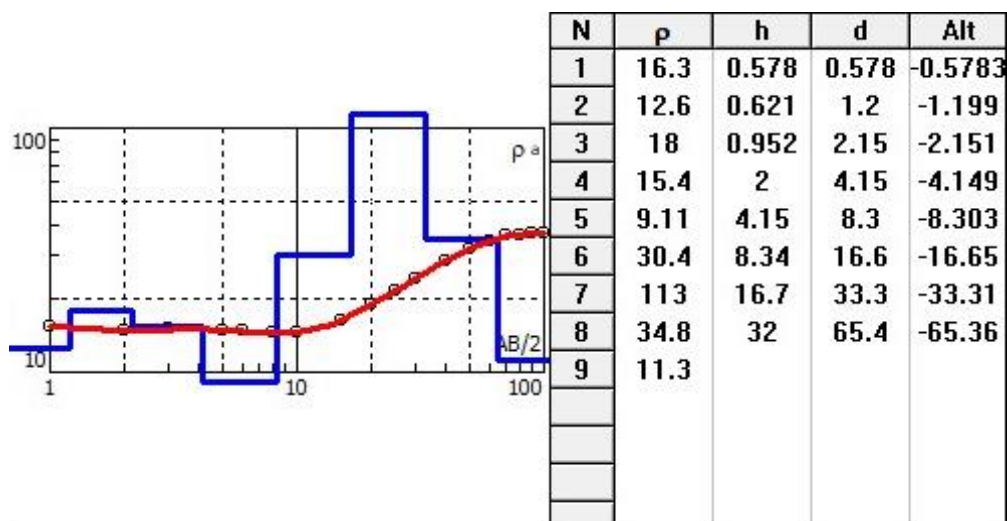 100
ρ a
10
AB/2
1 10 100
N ρ h d Alt
1 16.3 0.578 0.578 -0.5783
2 12.6 0.621 1.2 -1.199
3 18 0.952 2.15 -2.151
4 15.4 2 4.15 -4.149
5 9.11 4.15 8.3 -8.303
6 30.4 8.34 16.6 -16.65
7 113 16.7 33.3 -33.31
8 34.8 32 65.4 -65.36
9 11.3